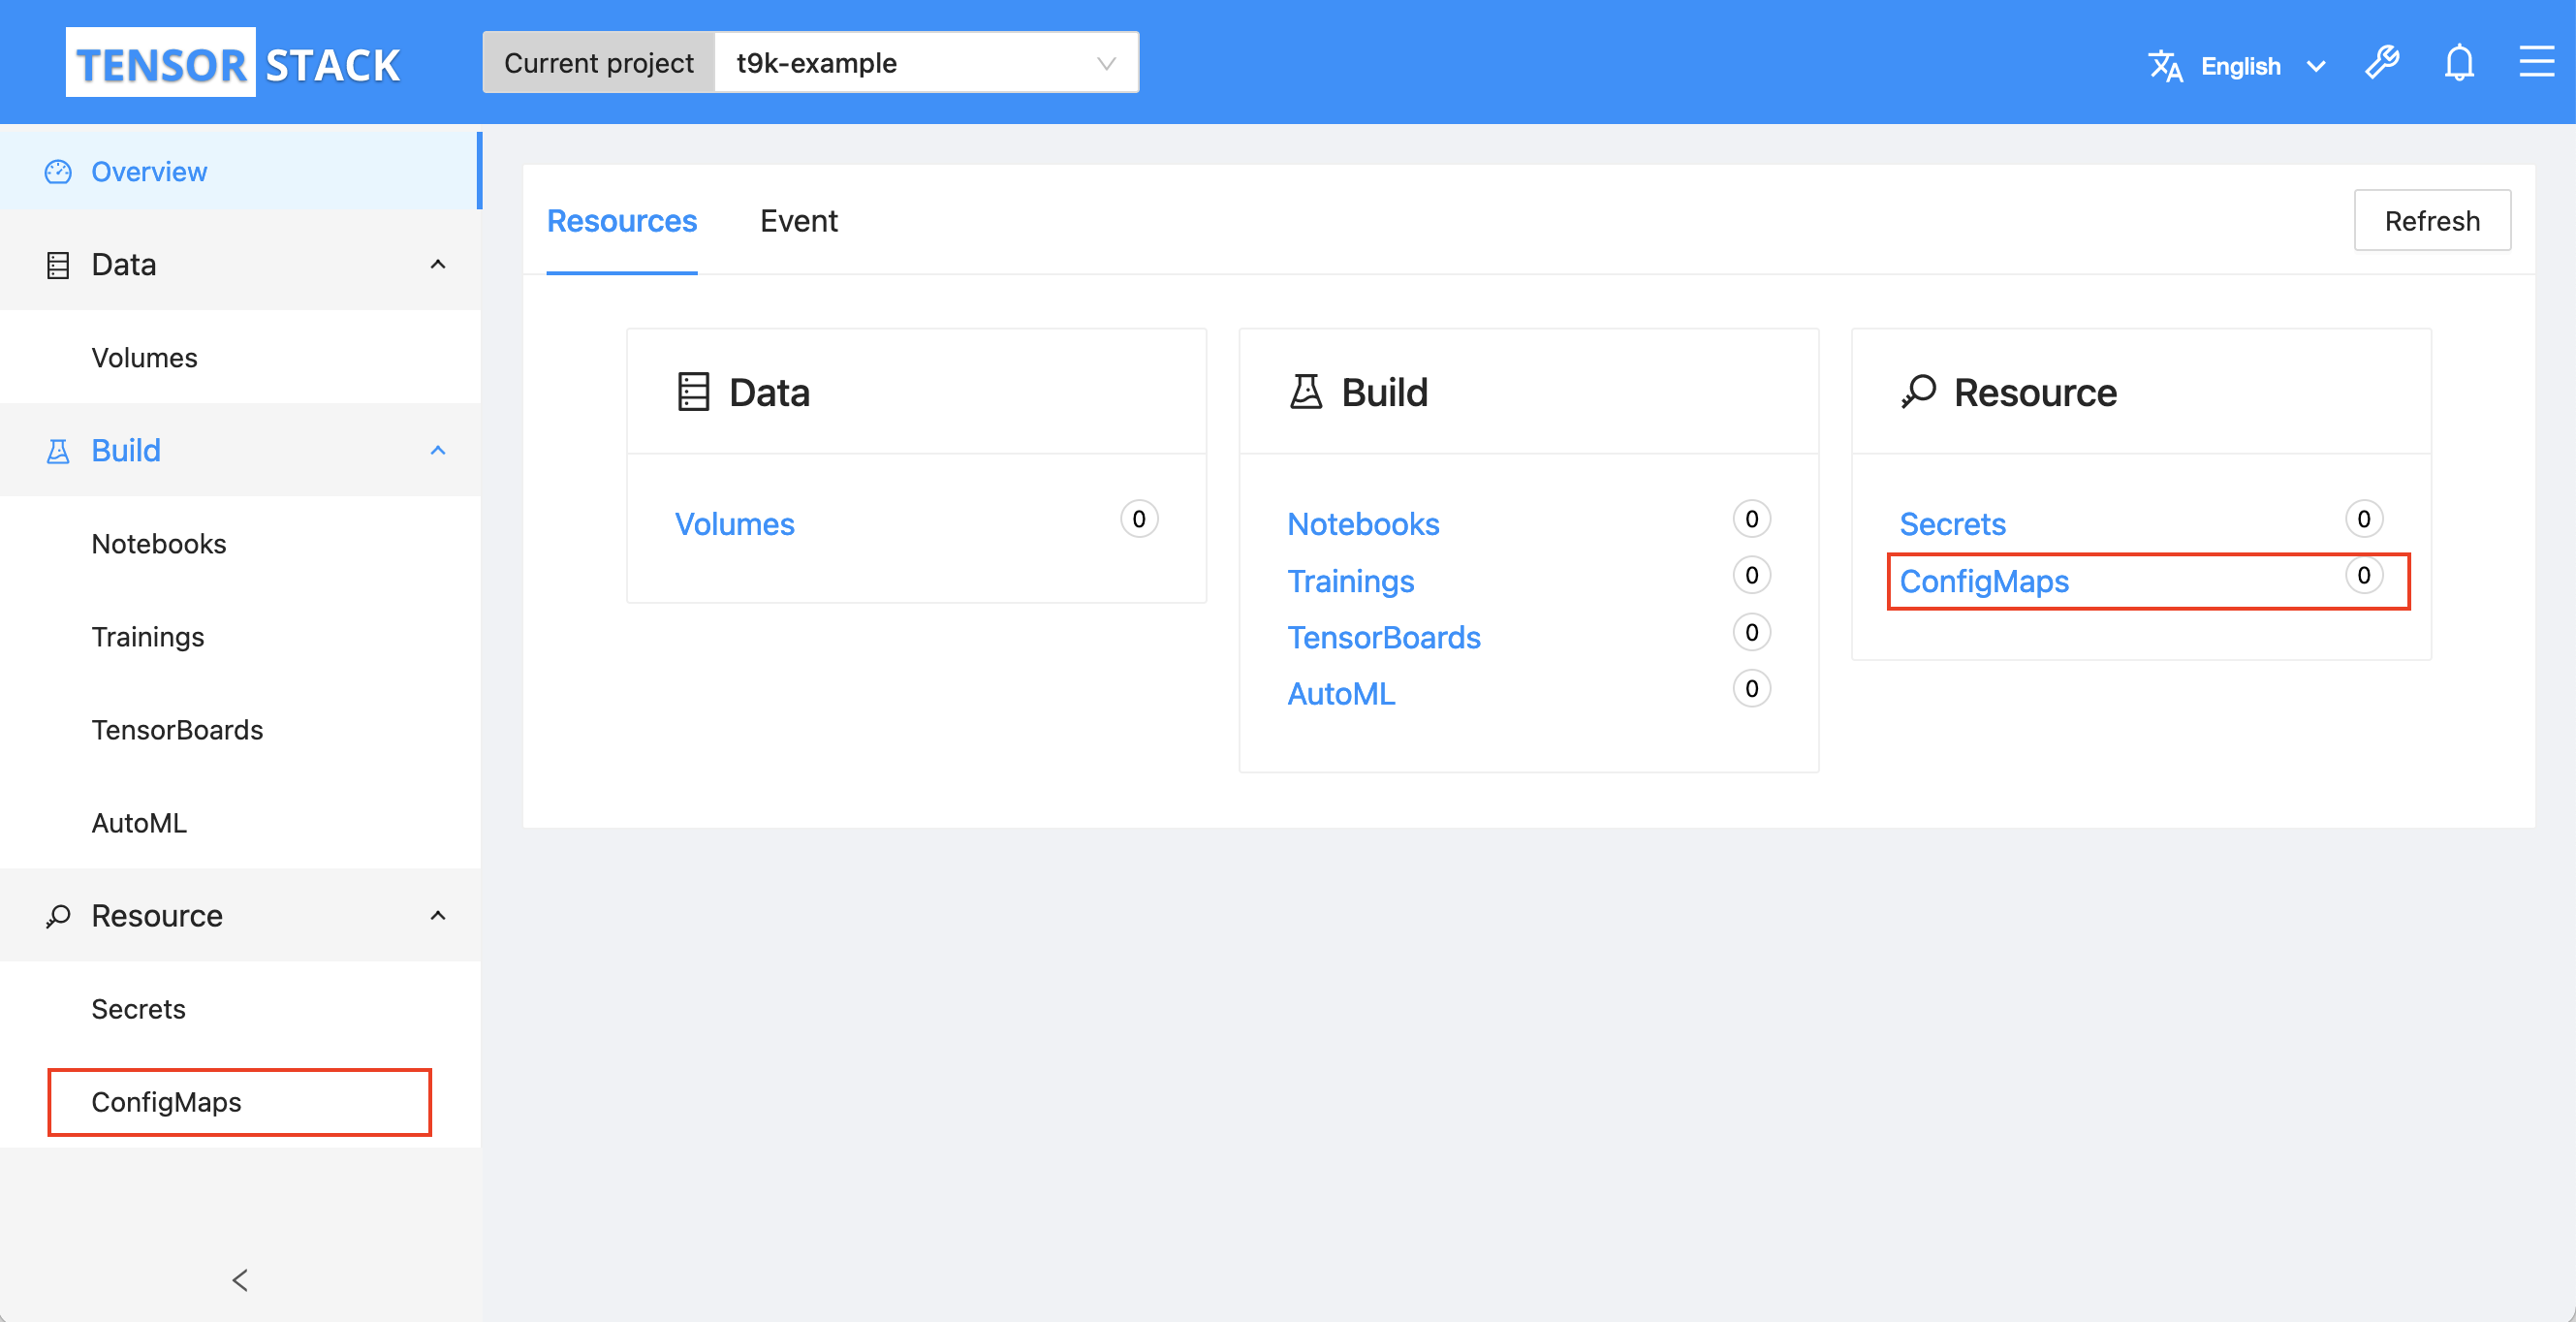 TENSOR STACK
Current project t9k-example
English
Overview
Data
Volumes
Build
Notebooks
Trainings
TensorBoards
AutoML
Resource
Secrets
ConfigMaps
Resources Event
Refresh
Data
Volumes 0
Build
Notebooks 0
Trainings 0
TensorBoards 0
AutoML 0
Resource
Secrets 0
ConfigMaps 0